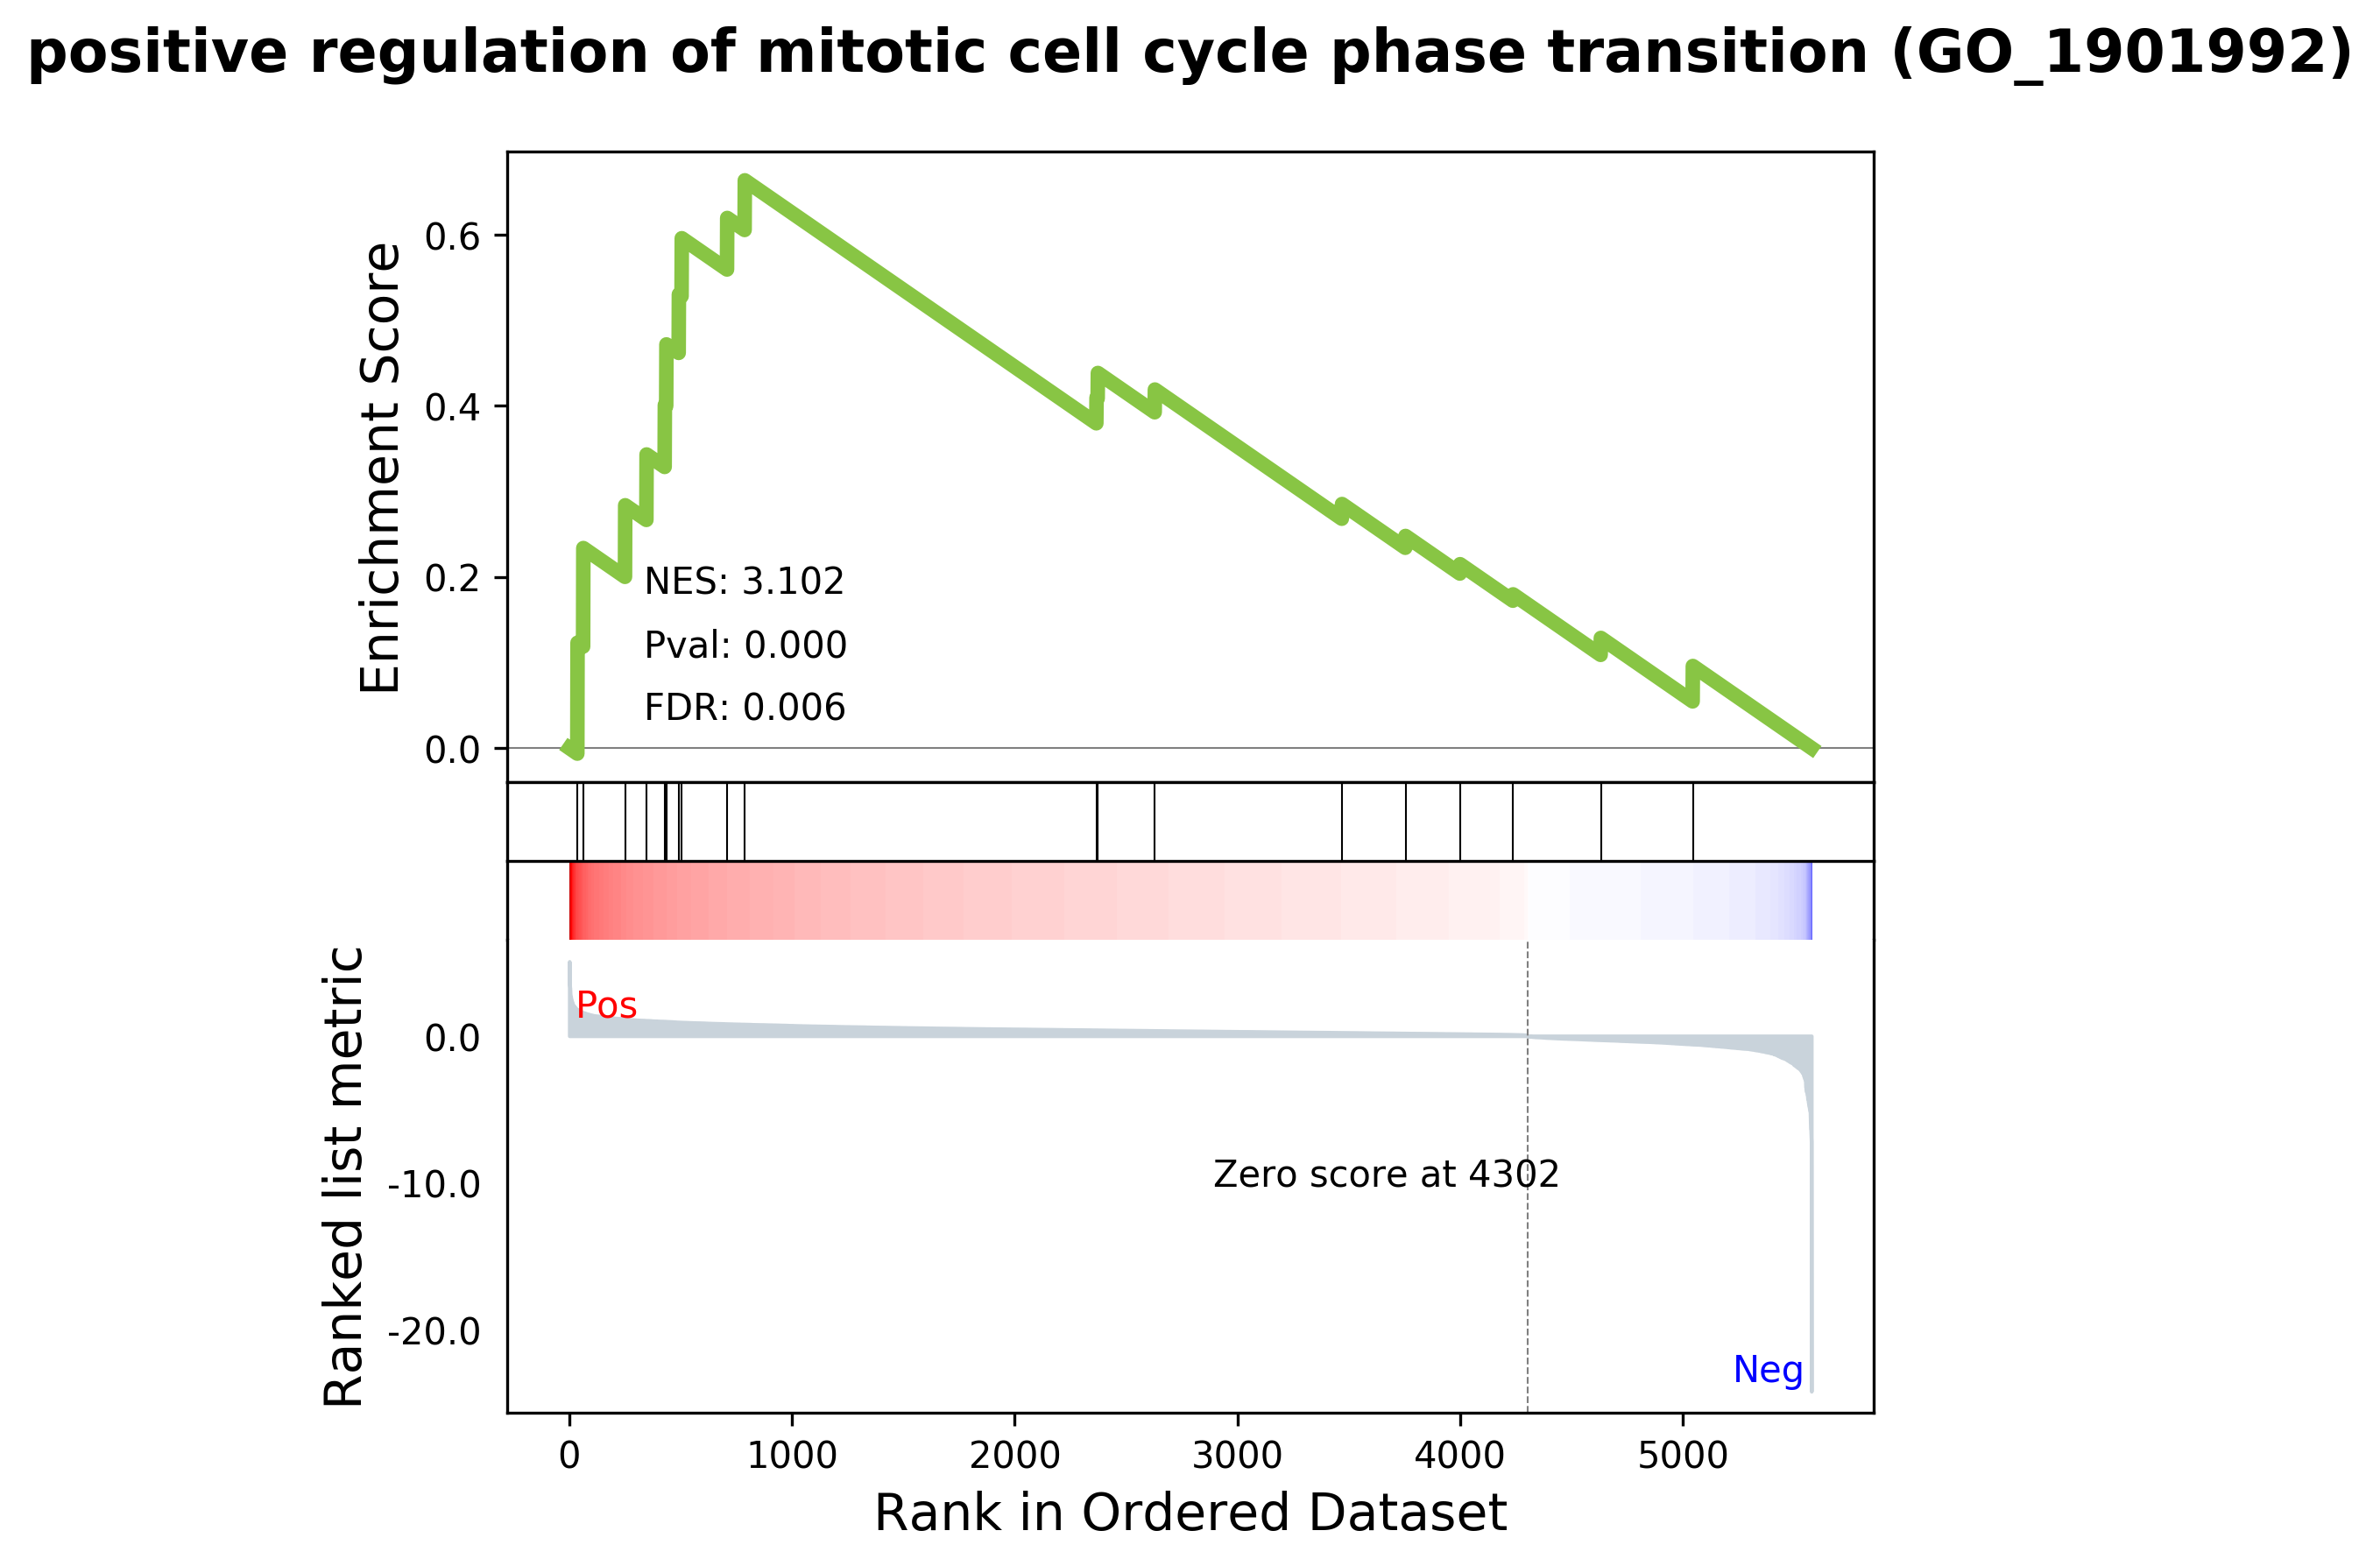 positive regulation of mitotic cell cycle phase transition (GO_1901992)
Enrichment Score
0.6
0.4
0.2
0.0
NES: 3.102
Pval: 0.000
FDR: 0.006
Ranked list metric
0.0
-10.0
-20.0
Pos
Zero score at 4302
Neg
0 1000 2000 3000 4000 5000
Rank in Ordered Dataset